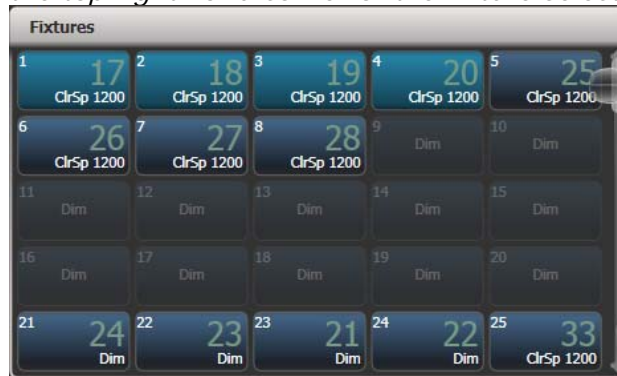 Fixtures
1 17 2 18 3 19 4 20 5 25
ClrSp 1200 ClrSp 1200 ClrSp 1200 ClrSp 1200 ClrSp 1200
6 26 7 27 8 28 9 Dim 10 Dim
ClrSp 1200 ClrSp 1200 ClrSp 1200
11 Dim 12 Dim 13 Dim 14 Dim 15 Dim
16 Dim 17 Dim 18 Dim 19 Dim 20 Dim
21 24 22 23 23 21 24 22 25 33
Dim Dim Dim Dim ClrSp 1200